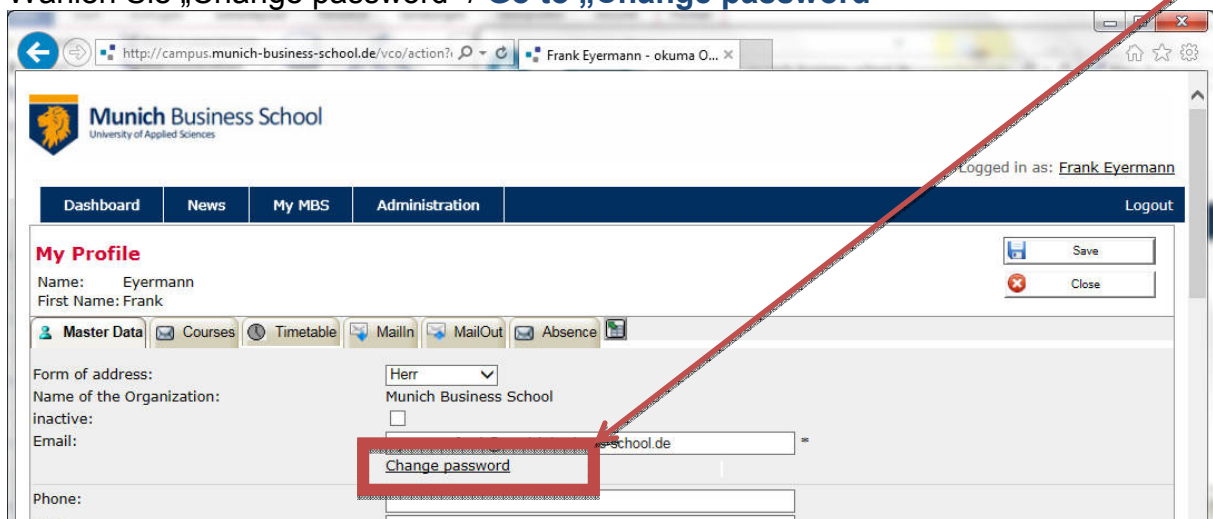 Wählen Sie „Change password“ / Go to „Change password“
http://campus.munich-business-school.de/vco/action?
Frank Eyermann - okuma O...
Munich Business School
University of Applied Sciences
Logged in as: Frank Eyermann
Dashboard News My MBS Administration Logout
My Profile
Save
Name: Eyermann
Close
First Name: Frank
Master Data Courses Timetable MailIn MailOut Absence
Form of address: Herr
Name of the Organization: Munich Business School
inactive:
Email: school.de *
Change password
Phone: